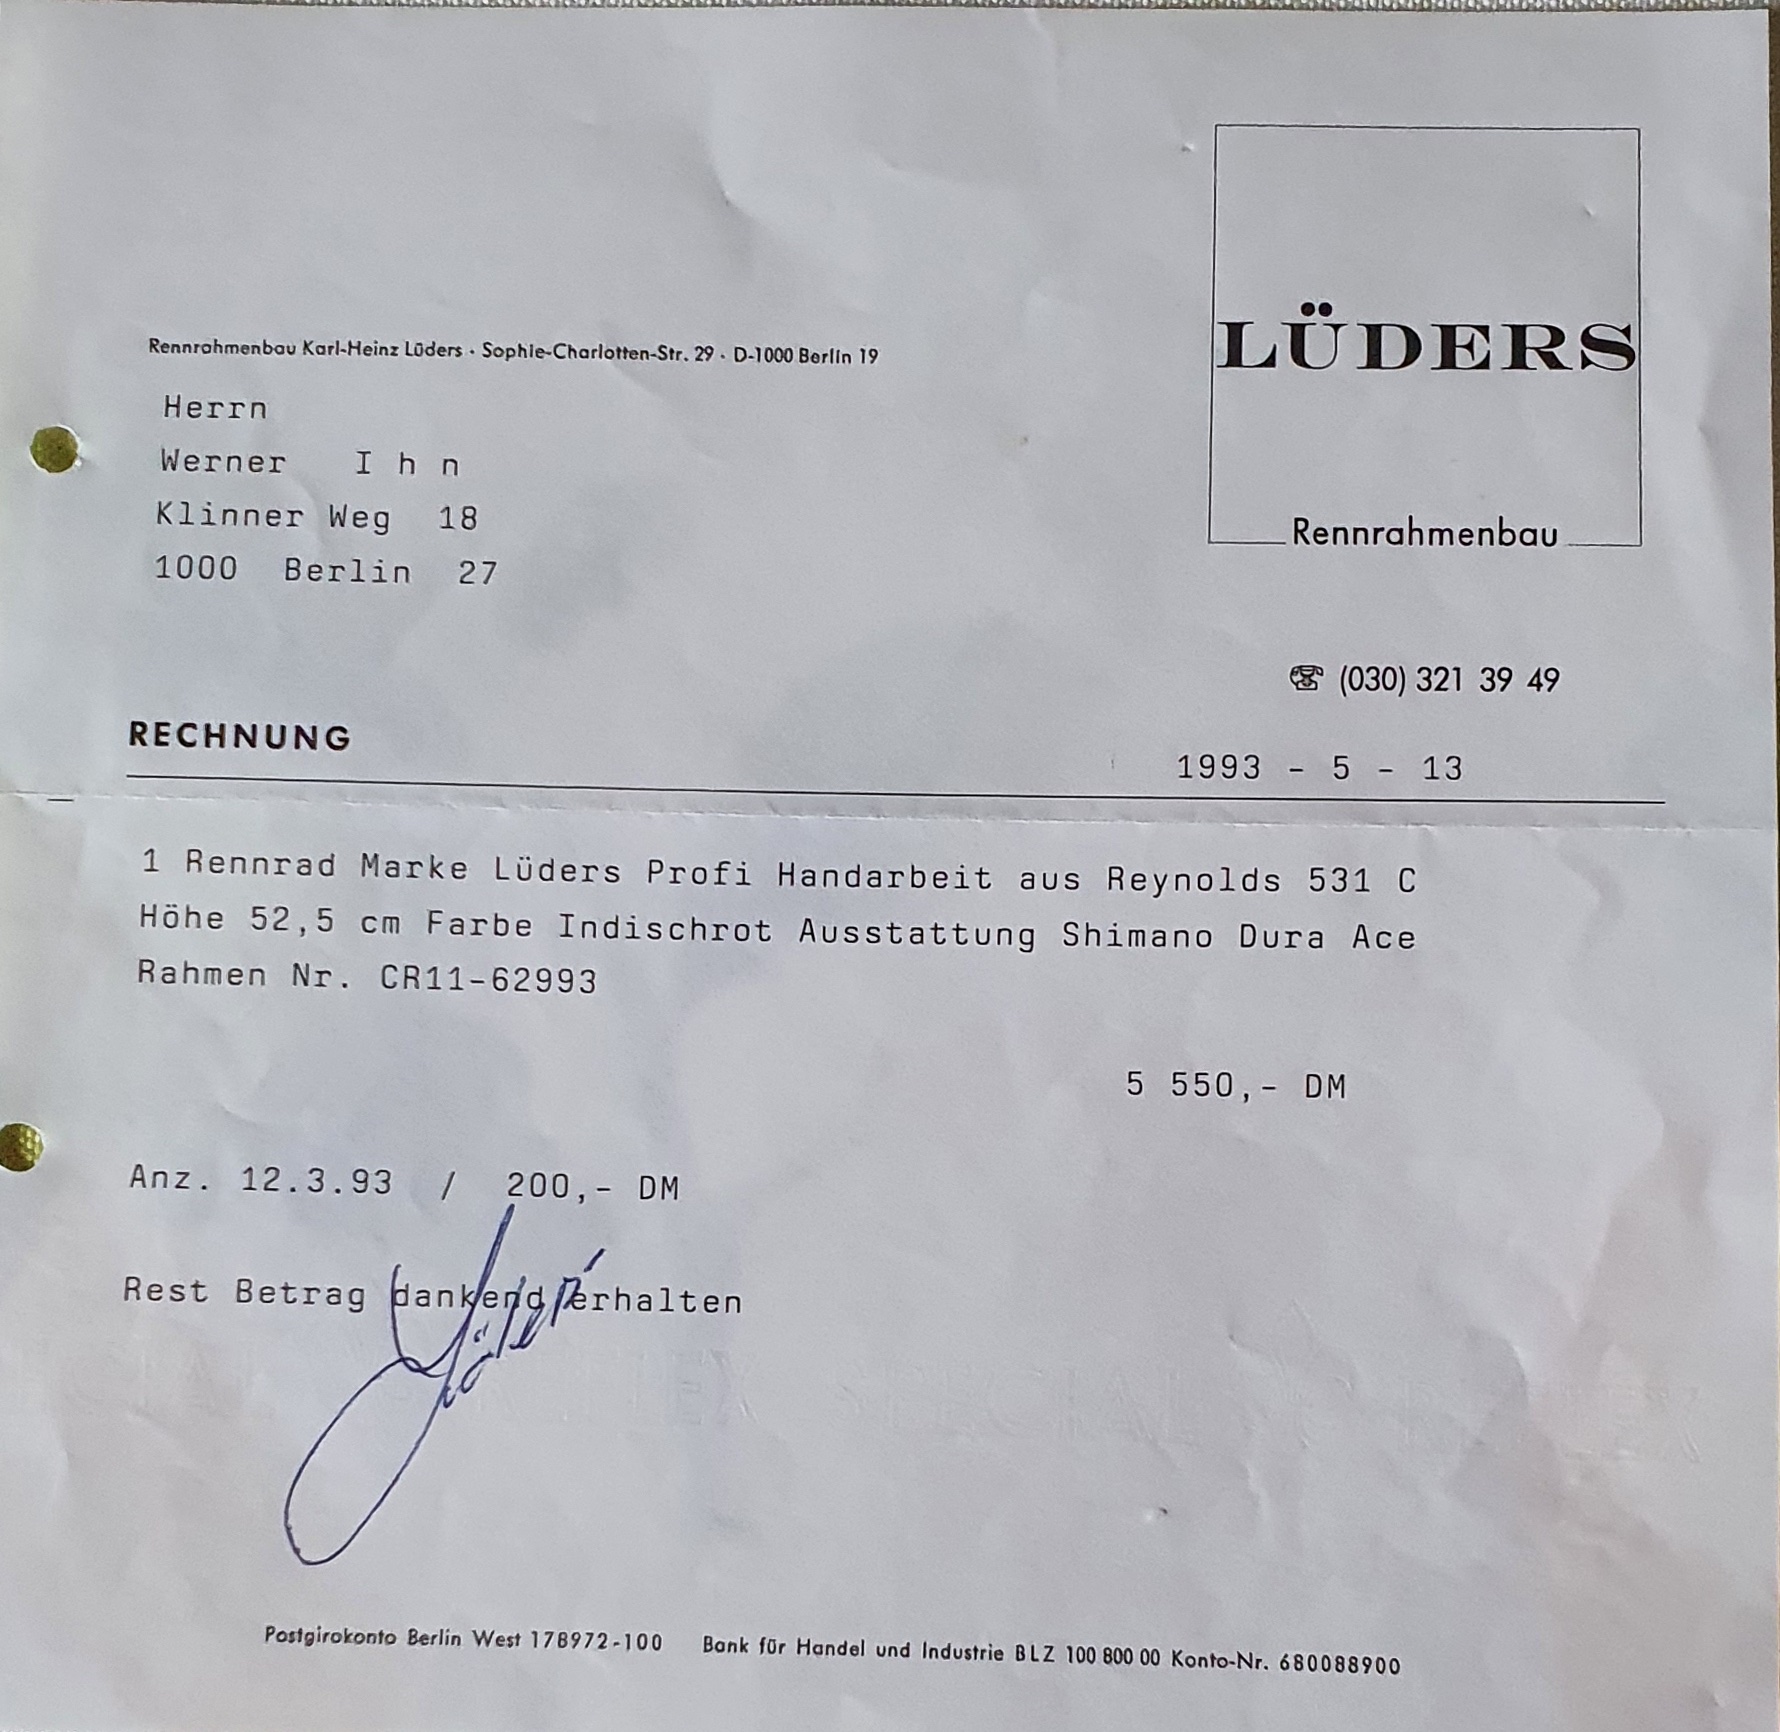 LÜDERS
Rennrahmenbau
Rennrahmenbau Karl-Heinz Lüders · Sophie-Charlotten-Str. 29 · D-1000 Berlin 19
Herrn
Werner I h n
Klinner Weg 18
1000 Berlin 27
☎ (030) 321 39 49
RECHNUNG
1993 - 5 - 13
1 Rennrad Marke Lüders Profi Handarbeit aus Reynolds 531 C
Höhe 52,5 cm Farbe Indischrot Ausstattung Shimano Dura Ace
Rahmen Nr. CR11-62993
5 550,- DM
Anz. 12.3.93 / 200,- DM
Rest Betrag dankend erhalten
Postgirokonto Berlin West 178972-100 Bank für Handel und Industrie BLZ 100 800 00 Konto-Nr. 680088900